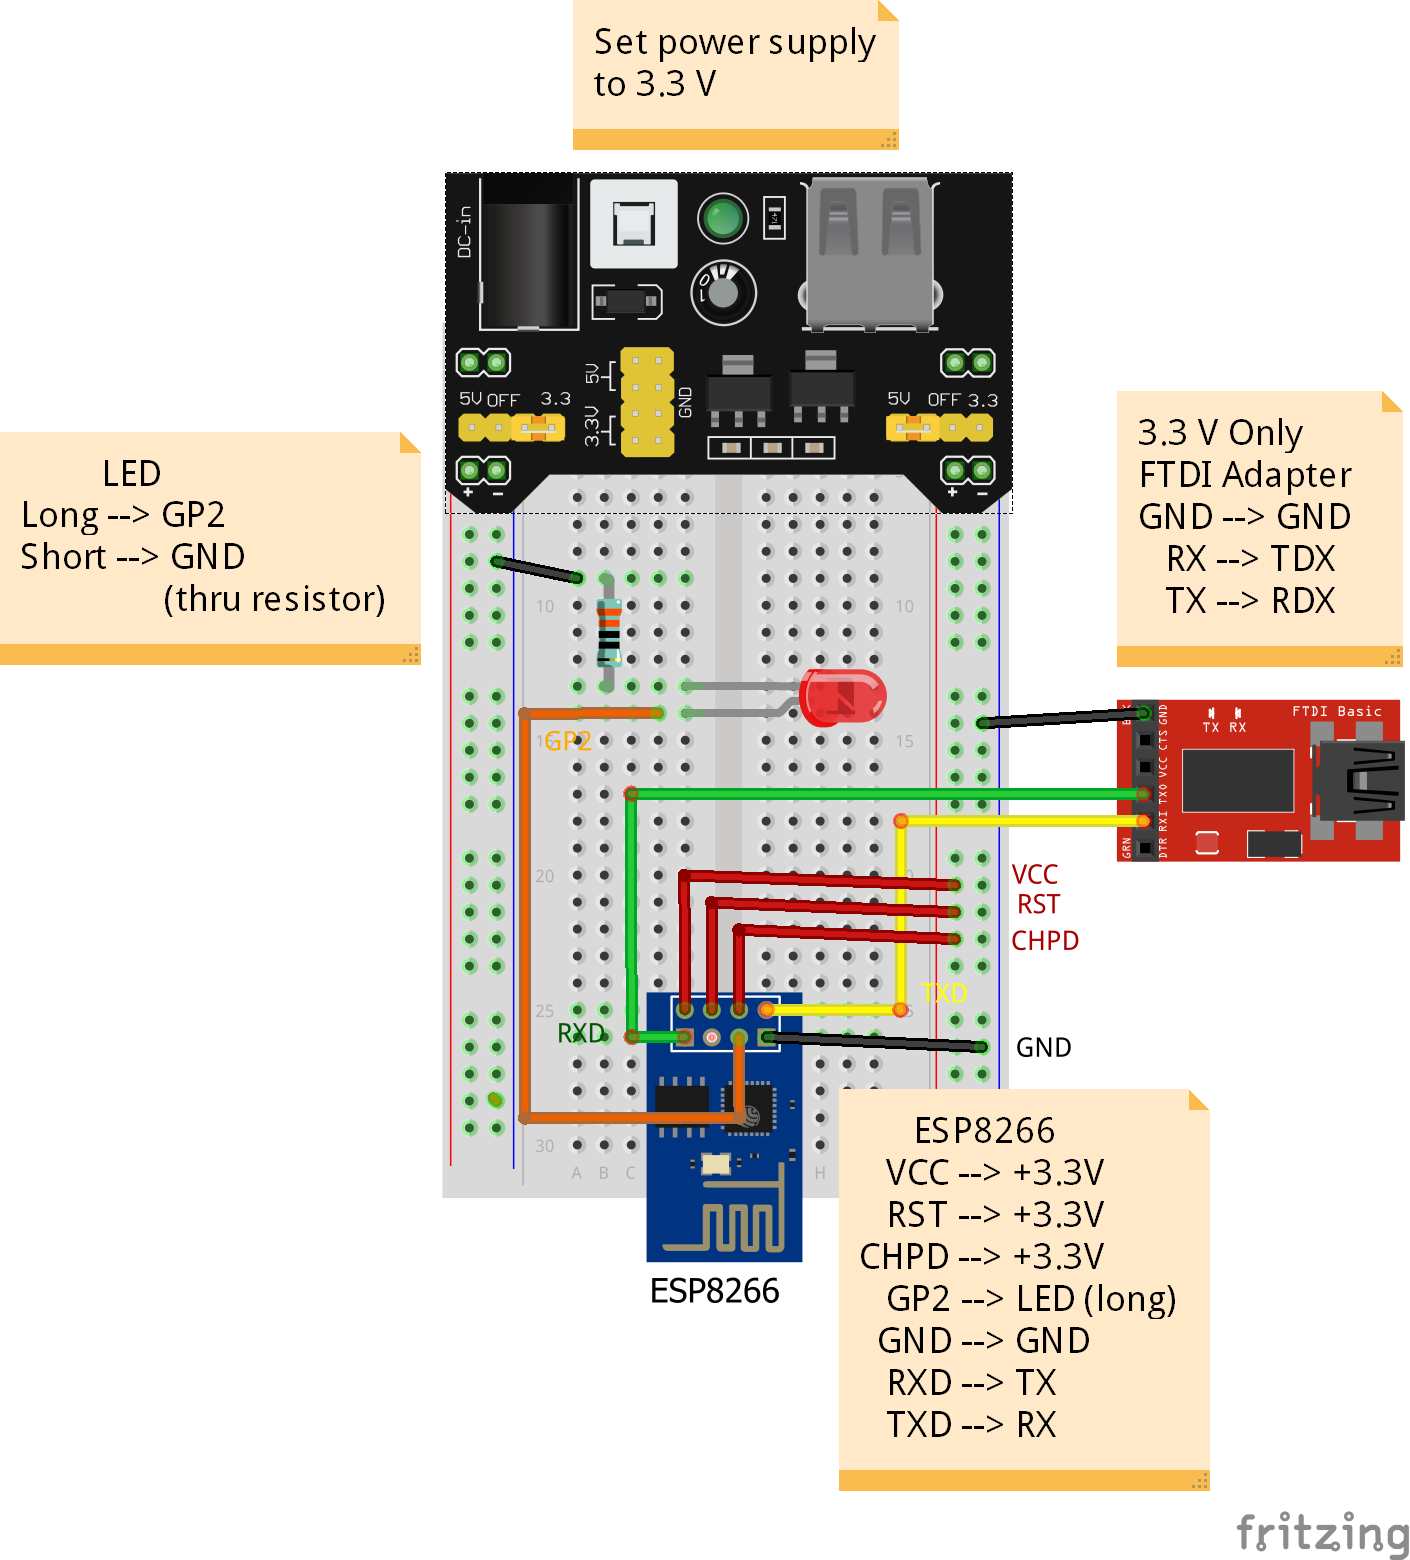 Set power supply
to 3.3 V
DC-in
5V
3.3V
GND
5V OFF 3.3
5V OFF 3.3
+ -
+ -
LED
Long --> GP2
Short --> GND
(thru resistor)
3.3 V Only
FTDI Adapter
GND --> GND
RX --> TDX
TX --> RDX
10
10
GP2
15
15
FTDI Basic
TX RX
GND
CTS
VCC
TXO
RXI
DTR
GRN
20
VCC
RST
CHPD
TXD
25
RXD
GND
30
A B C
H
ESP8266
ESP8266
VCC --> +3.3V
RST --> +3.3V
CHPD --> +3.3V
GP2 --> LED (long)
GND --> GND
RXD --> TX
TXD --> RX
fritzing